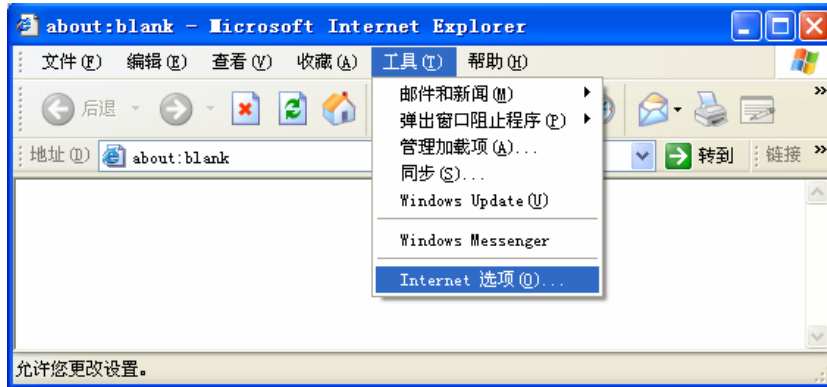 about:blank - Microsoft Internet Explorer
文件(F) 编辑(E) 查看(V) 收藏(A) 工具(T) 帮助(H)
后退
地址(D) about:blank 转到 链接
邮件和新闻(M)
弹出窗口阻止程序(P)
管理加载项(A)...
同步(S)...
Windows Update(U)
Windows Messenger
Internet 选项(O)...
允许您更改设置。